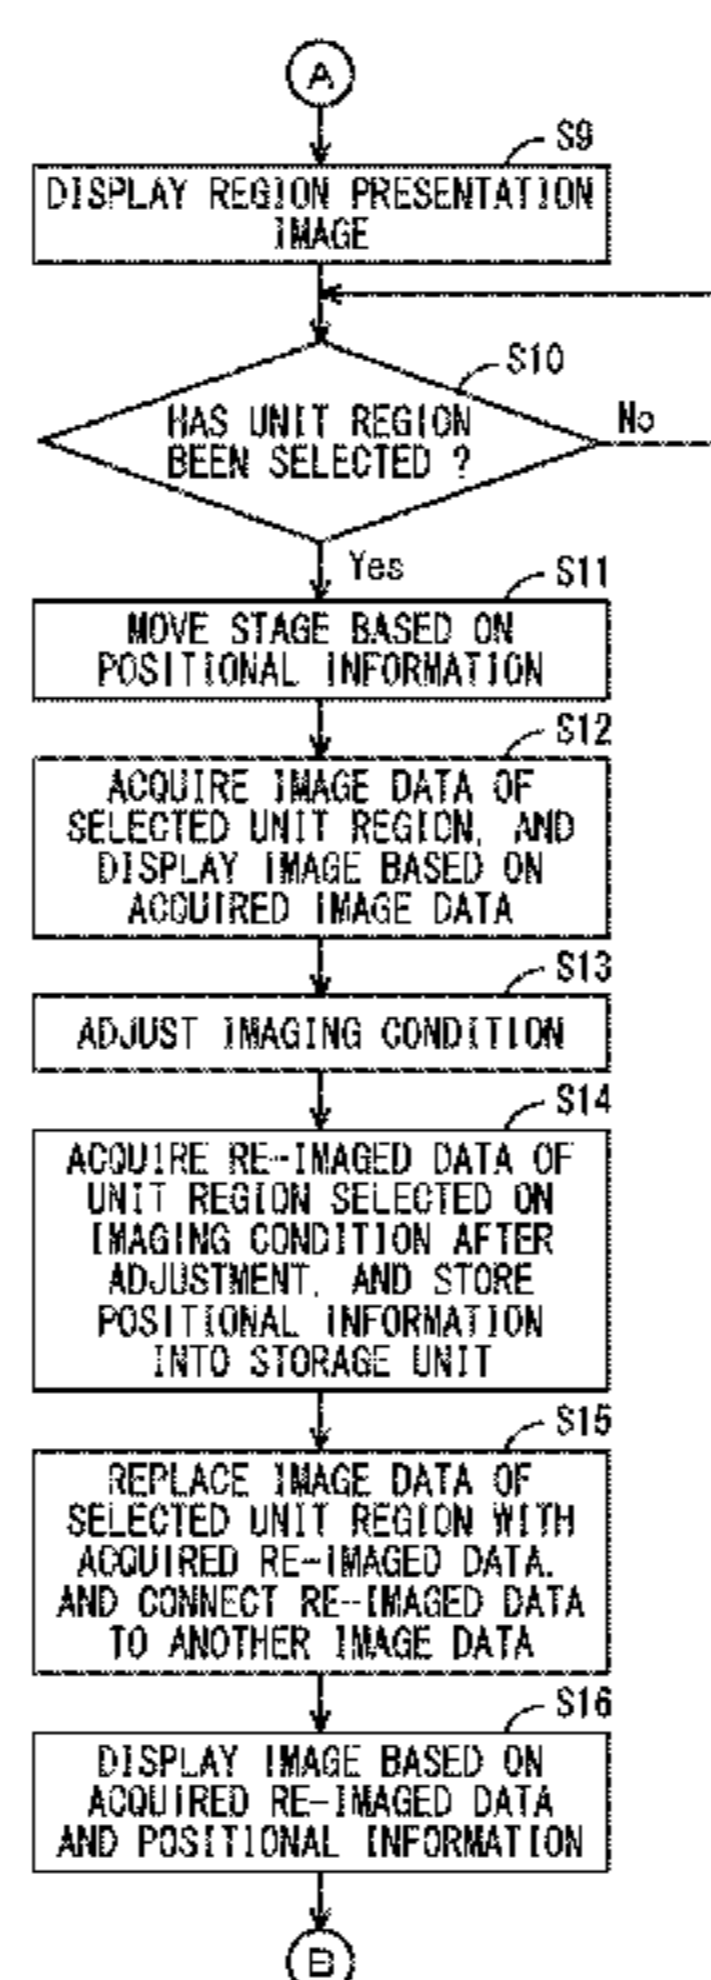 A
S9
DISPLAY REGION PRESENTATION
IMAGE
S10
HAS UNIT REGION
BEEN SELECTED ?
No
Yes
S11
MOVE STAGE BASED ON
POSITIONAL INFORMATION
S12
ACQUIRE IMAGE DATA OF
SELECTED UNIT REGION, AND
DISPLAY IMAGE BASED ON
ACQUIRED IMAGE DATA
S13
ADJUST IMAGING CONDITION
S14
ACQUIRE RE-IMAGED DATA OF
UNIT REGION SELECTED ON
IMAGING CONDITION AFTER
ADJUSTMENT, AND STORE
POSITIONAL INFORMATION
INTO STORAGE UNIT
S15
REPLACE IMAGE DATA OF
SELECTED UNIT REGION WITH
ACQUIRED RE-IMAGED DATA,
AND CONNECT RE-IMAGED DATA
TO ANOTHER IMAGE DATA
S16
DISPLAY IMAGE BASED ON
ACQUIRED RE-IMAGED DATA
AND POSITIONAL INFORMATION
B